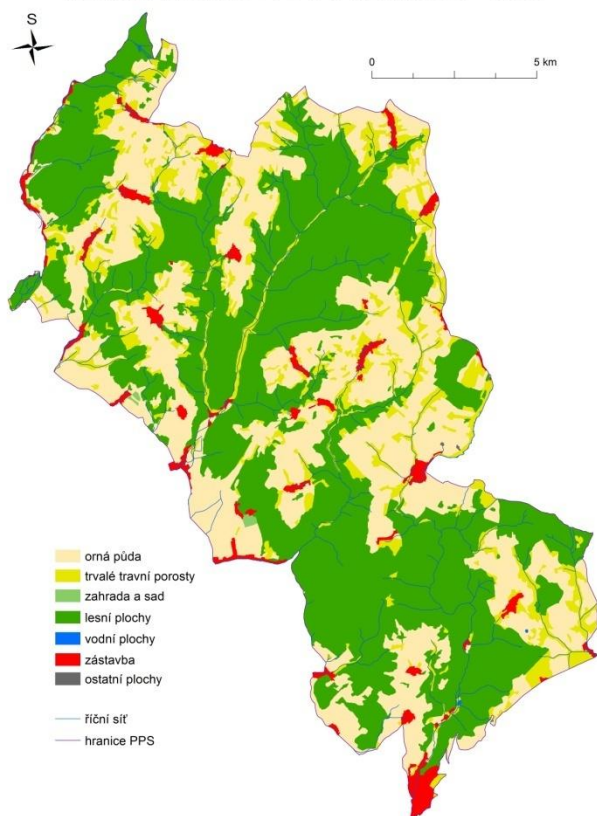 S
0 5 km
orná půda
trvalé travní porosty
zahrada a sad
lesní plochy
vodní plochy
zástavba
ostatní plochy
říční síť
hranice PPS